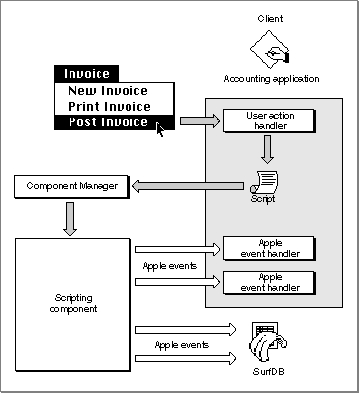 Client
Accounting application
Invoice
New Invoice
Print Invoice
Post Invoice
User action
handler
Component Manager
Script
Apple
event handler
Apple events
Apple
event handler
Scripting
component
Apple events
SurfDB